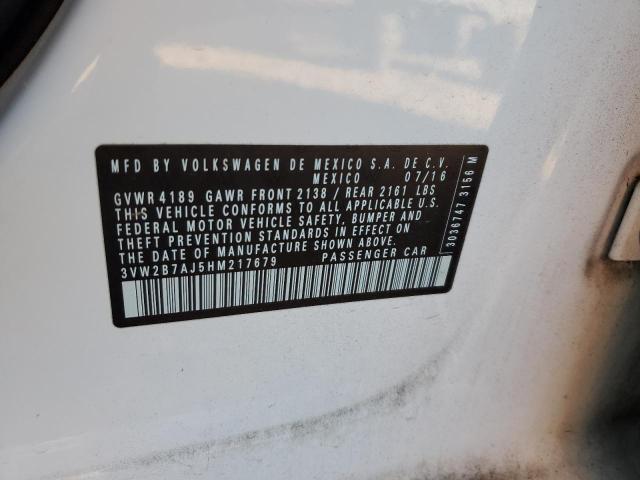 MFD BY VOLKSWAGEN DE MEXICO S.A. DE C.V.
MEXICO 07/16
GVWR 4189 GAWR FRONT 2138 / REAR 2161 LBS
THIS VEHICLE CONFORMS TO ALL APPLICABLE U.S.
FEDERAL MOTOR VEHICLE SAFETY, BUMPER AND
THEFT PREVENTION STANDARDS IN EFFECT ON
THE DATE OF MANUFACTURE SHOWN ABOVE.
3VW2B7AJ5HM217679 PASSENGER CAR
3036747 3156 M